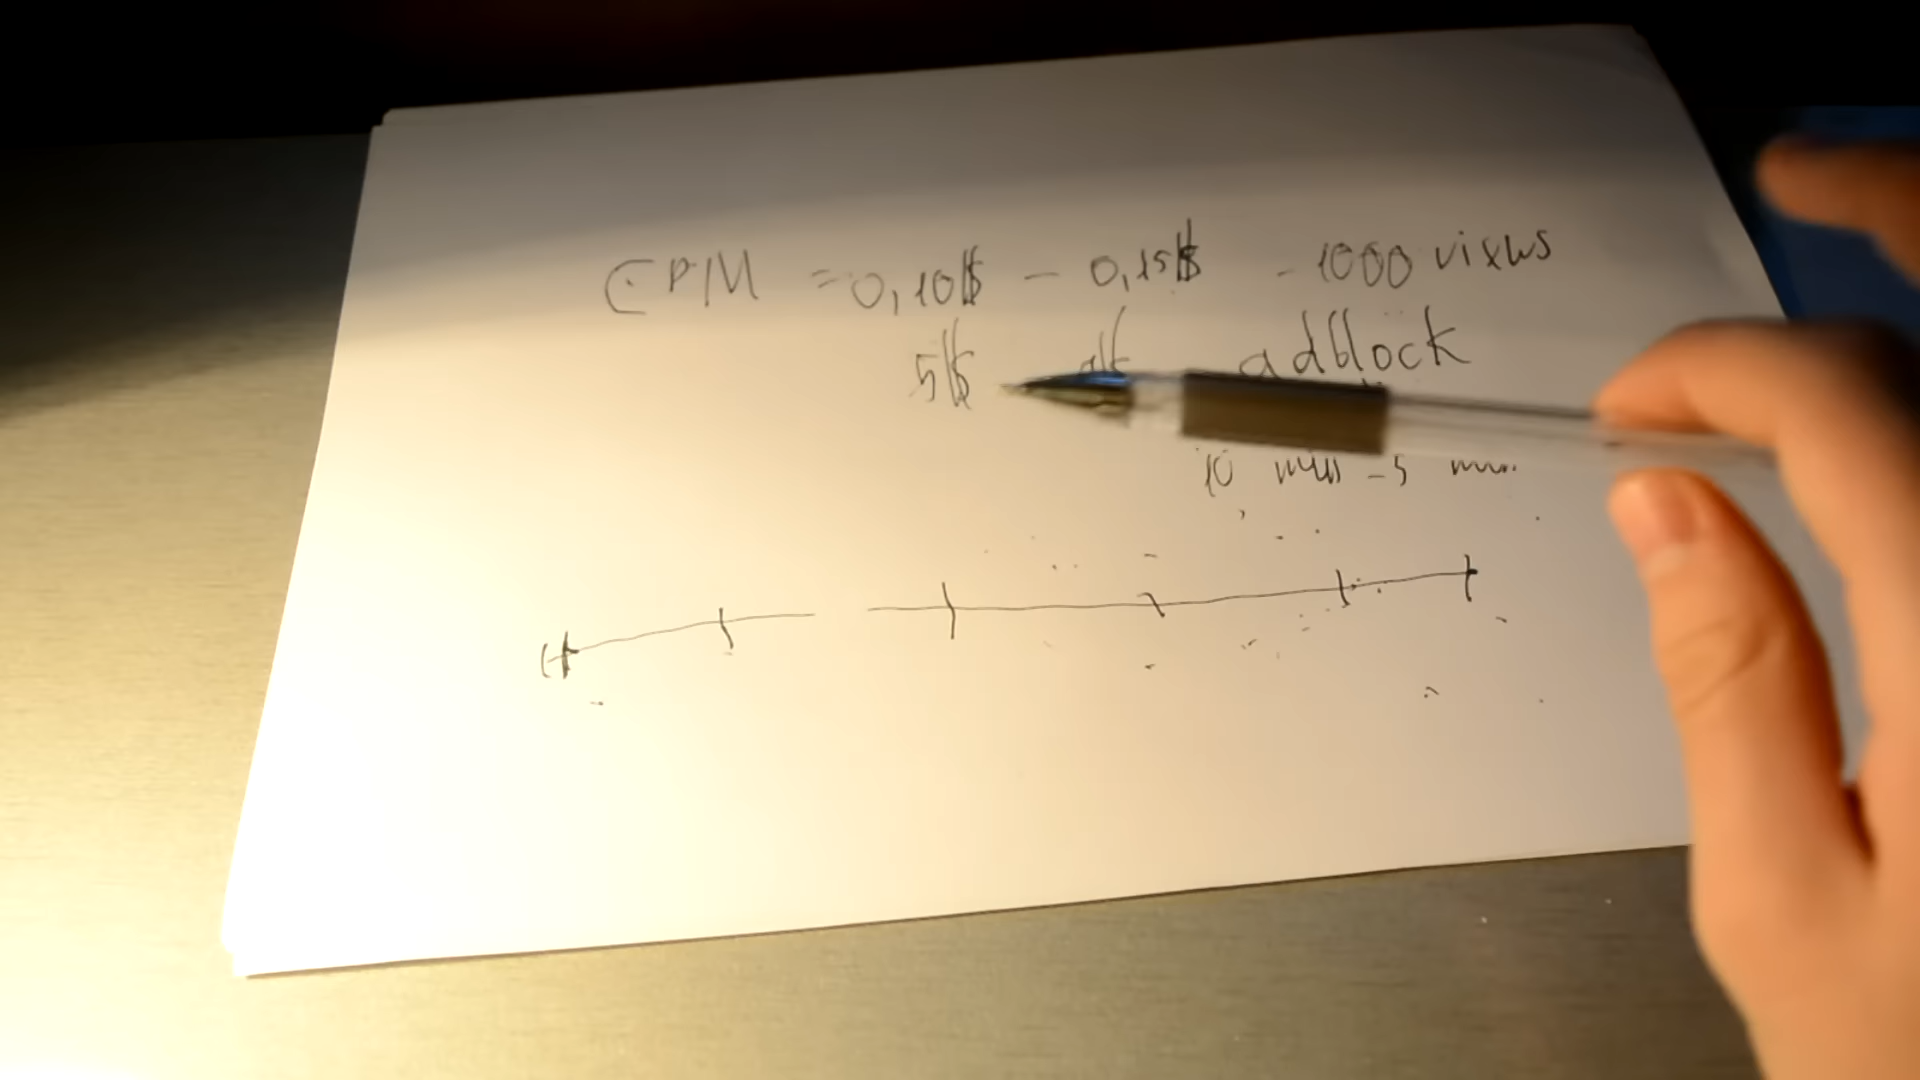 CPM = 0,10$ - 0,15$ - 1000 views
5$ adblock
10 min - 5 min.